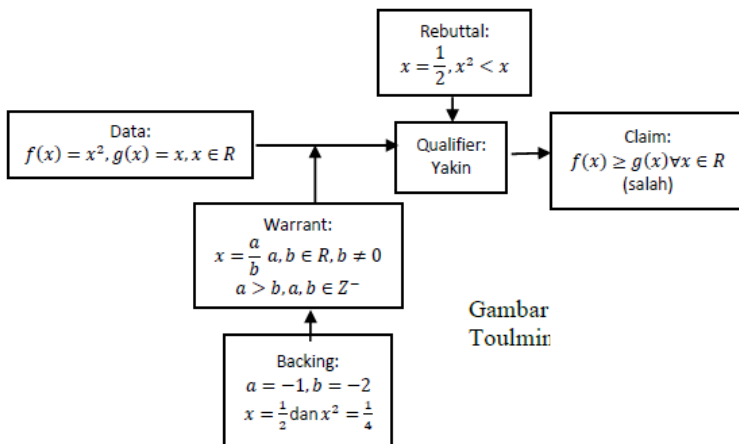 Rebuttal:
x = 1/2, x² < x
Data:
f(x) = x², g(x) = x, x ∈ R
Qualifier:
Yakin
Claim:
f(x) ≥ g(x)∀x ∈ R
(salah)
Warrant:
x = a/b a, b ∈ R, b ≠ 0
a > b, a, b ∈ Z⁻
Backing:
a = −1, b = −2
x = 1/2 dan x² = 1/4
Gambar